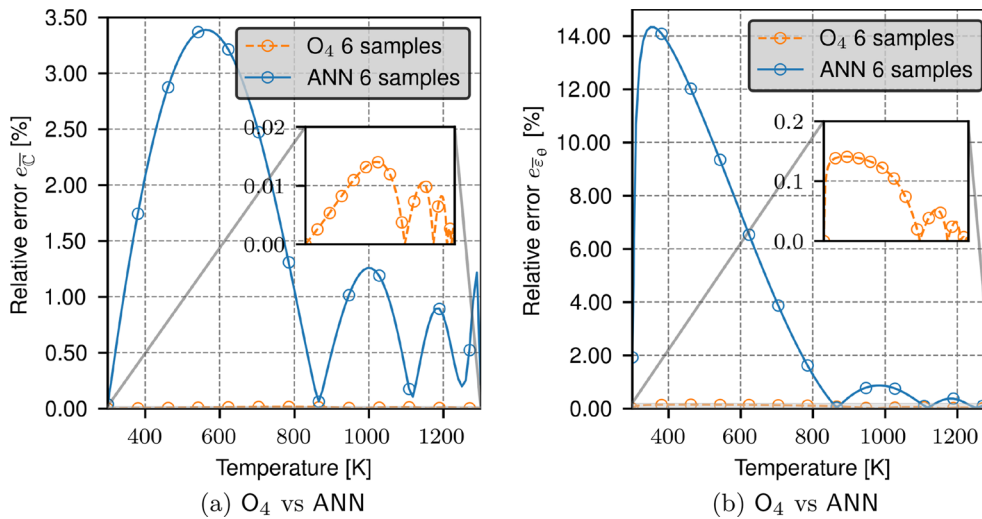 3.50
3.00
2.50
2.00
1.50
1.00
0.50
0.00
Relative error e_ℂ̅ [%]
O₄ 6 samples
ANN 6 samples
0.02
0.01
0.00
400 600 800 1000 1200
Temperature [K]
(a) O₄ vs ANN
14.00
12.00
10.00
8.00
6.00
4.00
2.00
0.00
Relative error e_ε̅_θ [%]
O₄ 6 samples
ANN 6 samples
0.2
0.1
0.0
400 600 800 1000 1200
Temperature [K]
(b) O₄ vs ANN